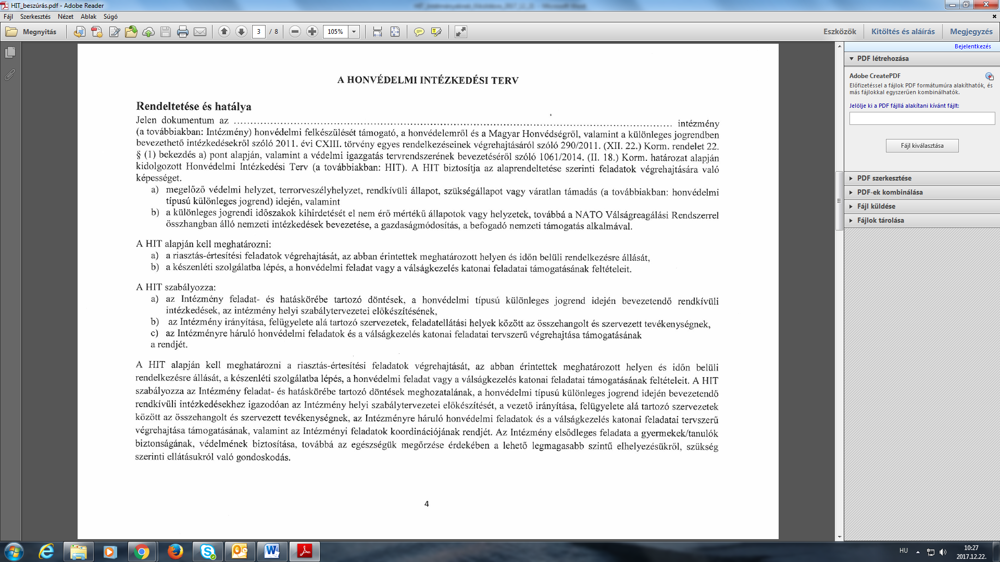 HIT_beszúrás.pdf - Adobe Reader
Fájl Szerkesztés Nézet Ablak Súgó
Megnyitás 3 / 8 105% Eszközök Kitöltés és aláírás Megjegyzés
A HONVÉDELMI INTÉZKEDÉSI TERV
Rendeltetése és hatálya
Jelen dokumentum az ........................................................................................................ intézmény
(a továbbiakban: Intézmény) honvédelmi felkészülését támogató, a honvédelemről és a Magyar Honvédségről, valamint a különleges jogrendben
bevezethető intézkedésekről szóló 2011. évi CXIII. törvény egyes rendelkezéseinek végrehajtásáról szóló 290/2011. (XII. 22.) Korm. rendelet 22.
§ (1) bekezdés a) pont alapján, valamint a védelmi igazgatás tervrendszerének bevezetéséről szóló 1061/2014. (II. 18.) Korm. határozat alapján
kidolgozott Honvédelmi Intézkedési Terv (a továbbiakban: HIT). A HIT biztosítja az alaprendeltetése szerinti feladatok végrehajtására való
képességet.
a) megelőző védelmi helyzet, terrorveszélyhelyzet, rendkívüli állapot, szükségállapot vagy váratlan támadás (a továbbiakban: honvédelmi
típusú különleges jogrend) idején, valamint
b) a különleges jogrendi időszakok kihirdetését el nem érő mértékű állapotok vagy helyzetek, továbbá a NATO Válságreagálási Rendszerrel
összhangban álló nemzeti intézkedések bevezetése, a gazdaságmódosítás, a befogadó nemzeti támogatás alkalmával.
A HIT alapján kell meghatározni:
a) a riasztás-értesítési feladatok végrehajtását, az abban érintettek meghatározott helyen és időn belüli rendelkezésre állását,
b) a készenléti szolgálatba lépés, a honvédelmi feladat vagy a válságkezelés katonai feladatai támogatásának feltételeit.
A HIT szabályozza:
a) az Intézmény feladat- és hatáskörébe tartozó döntések, a honvédelmi típusú különleges jogrend idején bevezetendő rendkívüli
intézkedések, az intézmény helyi szabálytervezetei előkészítésének,
b) az Intézmény irányítása, felügyelete alá tartozó szervezetek, feladatellátási helyek között az összehangolt és szervezett tevékenységnek,
c) az Intézményre háruló honvédelmi feladatok és a válságkezelés katonai feladatai tervszerű végrehajtása támogatásának
a rendjét.
A HIT alapján kell meghatározni a riasztás-értesítési feladatok végrehajtását, az abban érintettek meghatározott helyen és időn belüli
rendelkezésre állását, a készenléti szolgálatba lépés, a honvédelmi feladat vagy a válságkezelés katonai feladatai támogatásának feltételeit. A HIT
szabályozza az Intézmény feladat- és hatáskörébe tartozó döntések meghozatalának, a honvédelmi típusú különleges jogrend idején bevezetendő
rendkívüli intézkedésekhez igazodóan az Intézmény helyi szabálytervezetei előkészítését, a vezető irányítása, felügyelete alá tartozó szervezetek
között az összehangolt és szervezett tevékenységnek, az Intézményre háruló honvédelmi feladatok és a válságkezelés katonai feladatai tervszerű
végrehajtása támogatásának, valamint az Intézményi feladatok koordinációjának rendjét. Az Intézmény elsődleges feladata a gyermekek/tanulók
biztonságának, védelmének biztosítása, továbbá az egészségük megőrzése érdekében a lehető legmagasabb szintű elhelyezésükről, szükség
szerinti ellátásukról való gondoskodás.
4
Bejelentkezés
PDF létrehozása
Adobe CreatePDF
Előfizetéssel a fájlok PDF formátumúra alakíthatók, és
más fájlokkal egyszerűen kombinálhatók.
Jelölje ki a PDF fájllá alakítani kívánt fájlt:
Fájl kiválasztása
PDF szerkesztése
PDF-ek kombinálása
Fájl küldése
Fájlok tárolása
HU 10:27
2017.12.22.